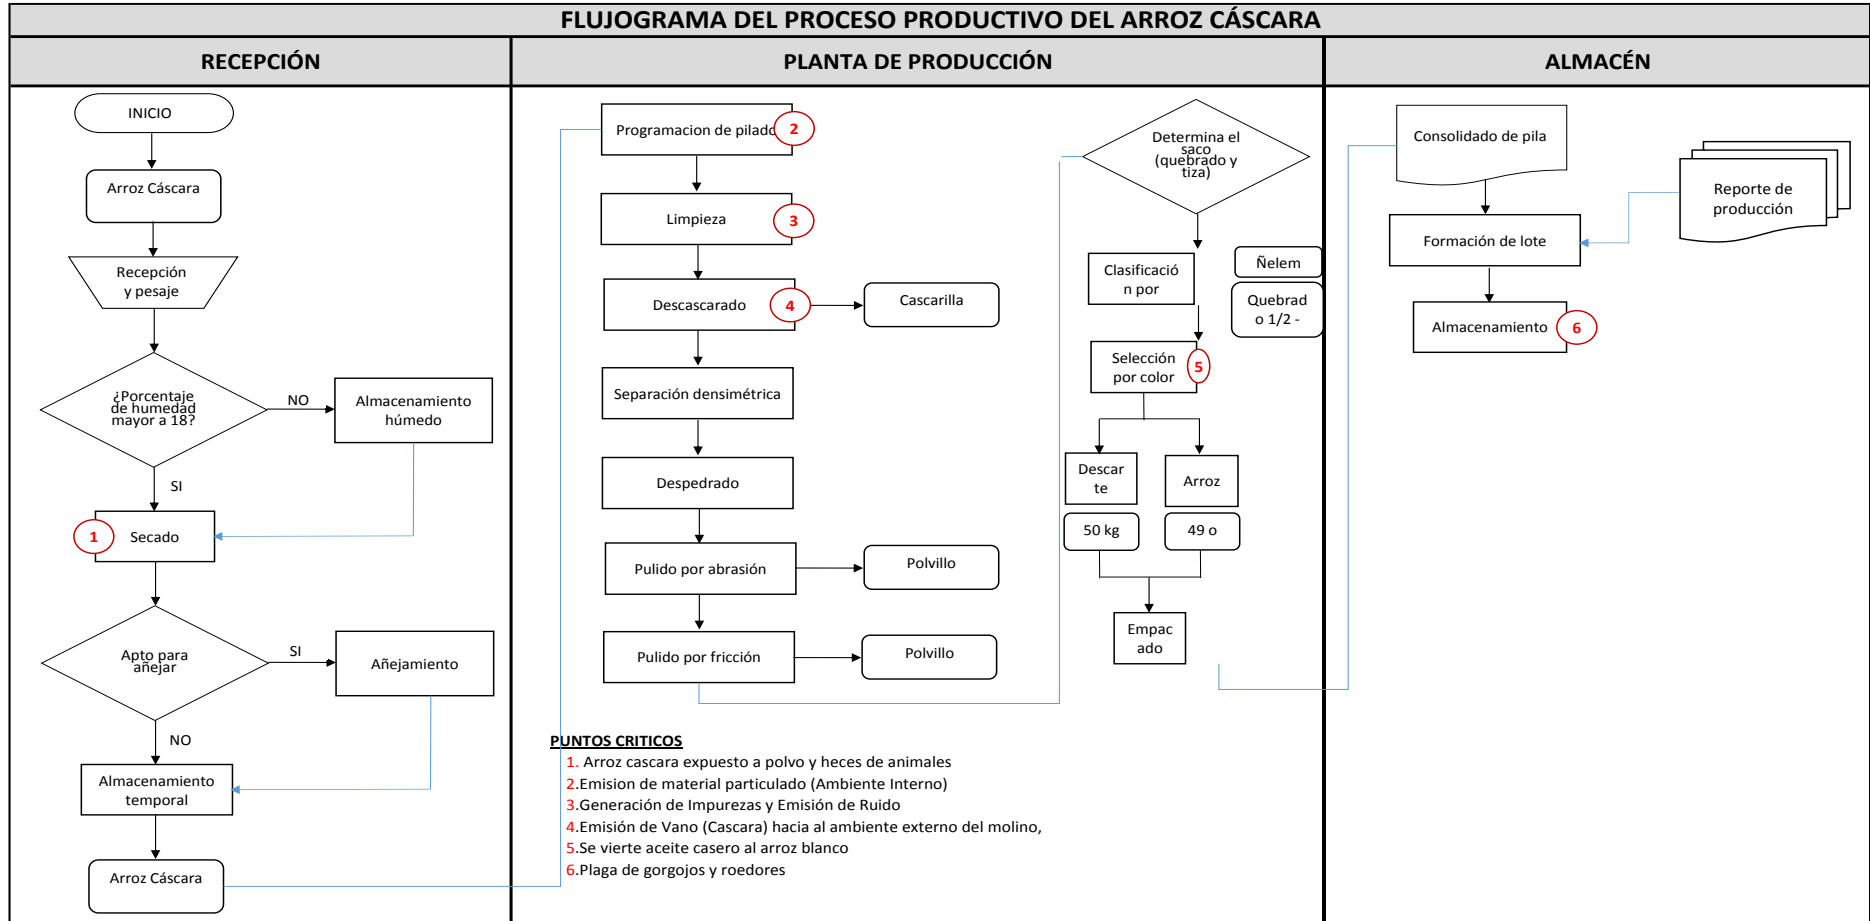 FLUJOGRAMA DEL PROCESO PRODUCTIVO DEL ARROZ CÁSCARA
RECEPCIÓN
PLANTA DE PRODUCCIÓN
ALMACÉN
INICIO
Arroz Cáscara
Recepción
y pesaje
¿Porcentaje
de humedad
mayor a 18?
NO
Almacenamiento
húmedo
SI
1
Secado
Apto para
añejar
SI
Añejamiento
NO
Almacenamiento
temporal
Arroz Cáscara
Programacion de pilado
2
Limpieza
3
Descascarado
4
Cascarilla
Separación densimétrica
Despedrado
Pulido por abrasión
Polvillo
Pulido por fricción
Polvillo
Determina el
saco
(quebrado y
tiza)
Clasificació
n por
Ñelem
Quebrad
o 1/2 -
Selección
por color
5
Descar
te
Arroz
50 kg
49 o
Empac
ado
PUNTOS CRITICOS
1. Arroz cascara expuesto a polvo y heces de animales
2.Emision de material particulado (Ambiente Interno)
3.Generación de Impurezas y Emisión de Ruido
4.Emisión de Vano (Cascara) hacia al ambiente externo del molino,
5.Se vierte aceite casero al arroz blanco
6.Plaga de gorgojos y roedores
Consolidado de pila
Reporte de
producción
Formación de lote
Almacenamiento
6